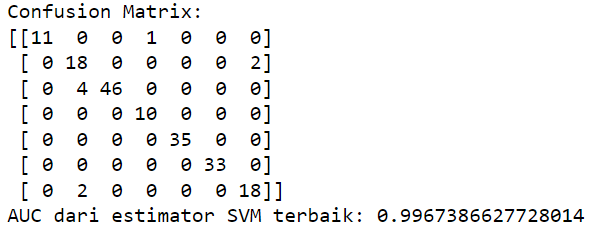 Confusion Matrix:
[[11  0  0  1  0  0  0]
 [ 0 18  0  0  0  0  2]
 [ 0  4 46  0  0  0  0]
 [ 0  0  0 10  0  0  0]
 [ 0  0  0  0 35  0  0]
 [ 0  0  0  0  0 33  0]
 [ 0  2  0  0  0  0 18]]
AUC dari estimator SVM terbaik: 0.9967386627728014